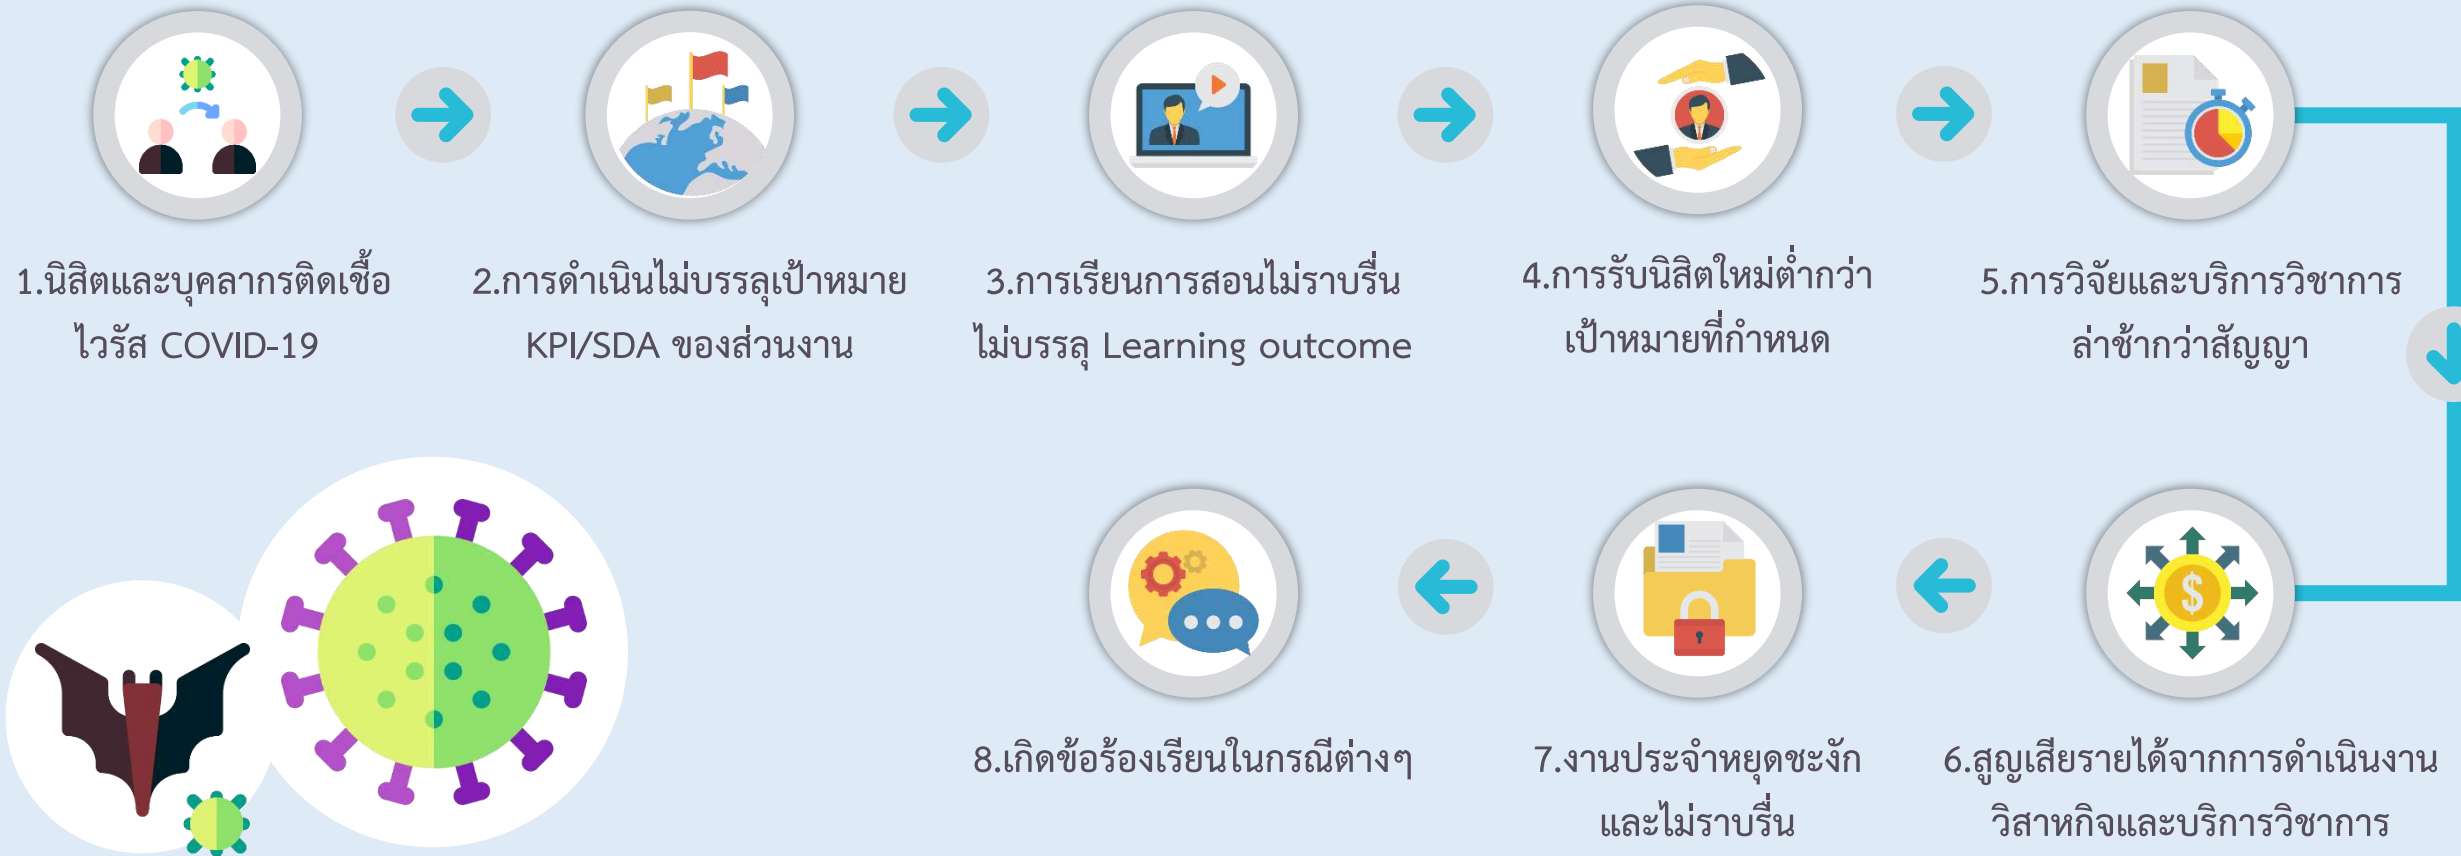 1.นิสิตและบุคลากรติดเชื้อ
ไวรัส COVID-19
2.การดำเนินไม่บรรลุเป้าหมาย
KPI/SDA ของส่วนงาน
3.การเรียนการสอนไม่ราบรื่น
ไม่บรรลุ Learning outcome
4.การรับนิสิตใหม่ต่ำกว่า
เป้าหมายที่กำหนด
5.การวิจัยและบริการวิชาการ
ล่าช้ากว่าสัญญา
6.สูญเสียรายได้จากการดำเนินงาน
วิสาหกิจและบริการวิชาการ
7.งานประจำหยุดชะงัก
และไม่ราบรื่น
8.เกิดข้อร้องเรียนในกรณีต่างๆ